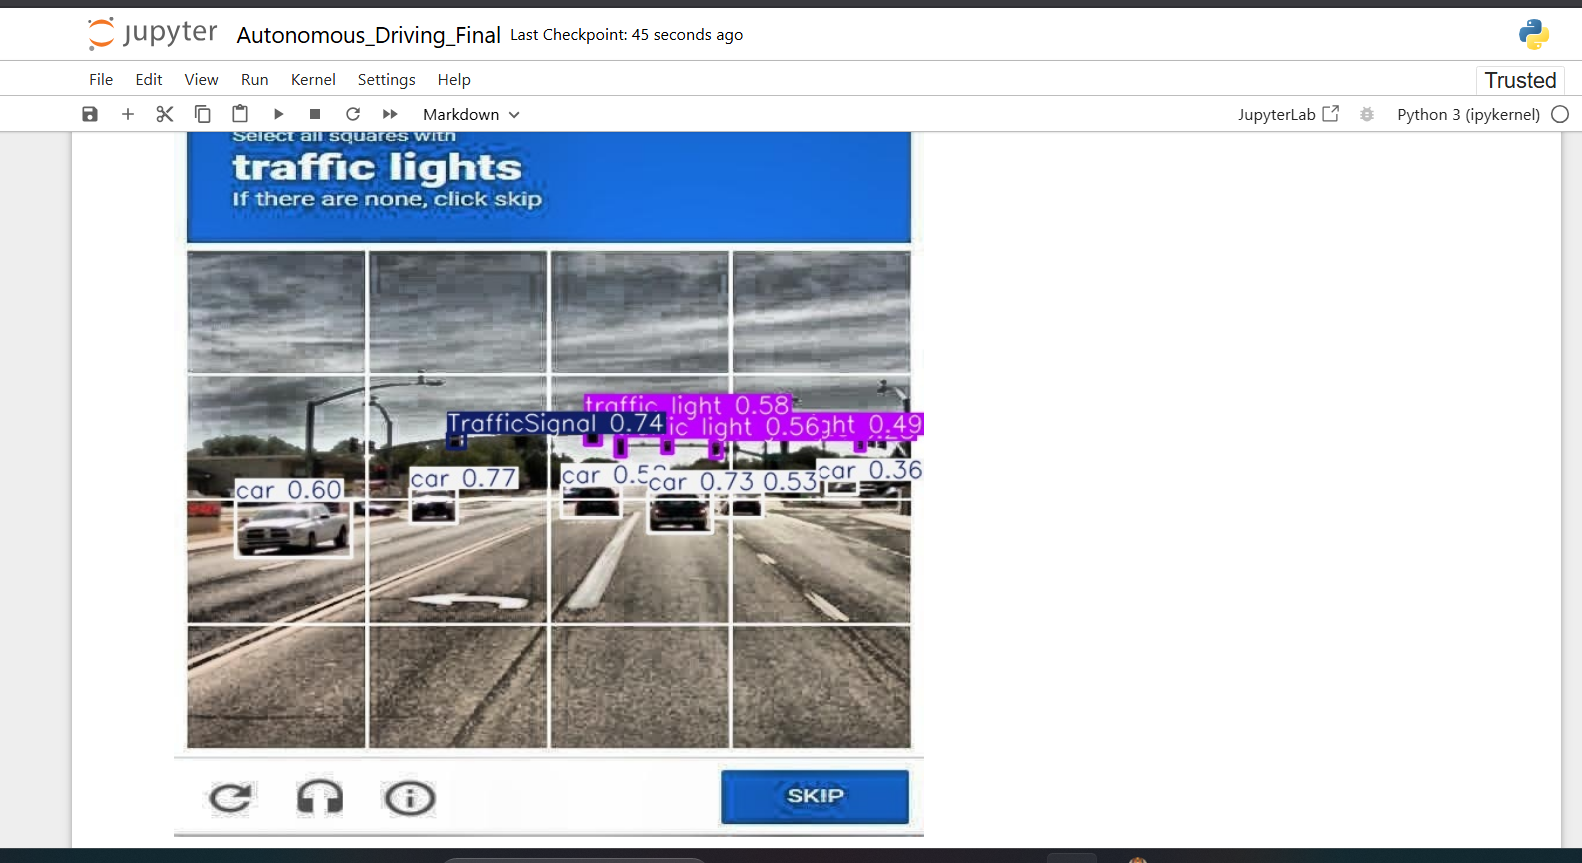 jupyter Autonomous_Driving_Final Last Checkpoint: 45 seconds ago
File Edit View Run Kernel Settings Help
Trusted
Markdown
JupyterLab Python 3 (ipykernel)
Select all squares with
traffic lights
If there are none, click skip
traffic light 0.58
TrafficSignal 0.74
ic light 0.56
ght 0.49
car 0.60
car 0.77
car 0.5
car 0.73
0.53
car 0.36
SKIP